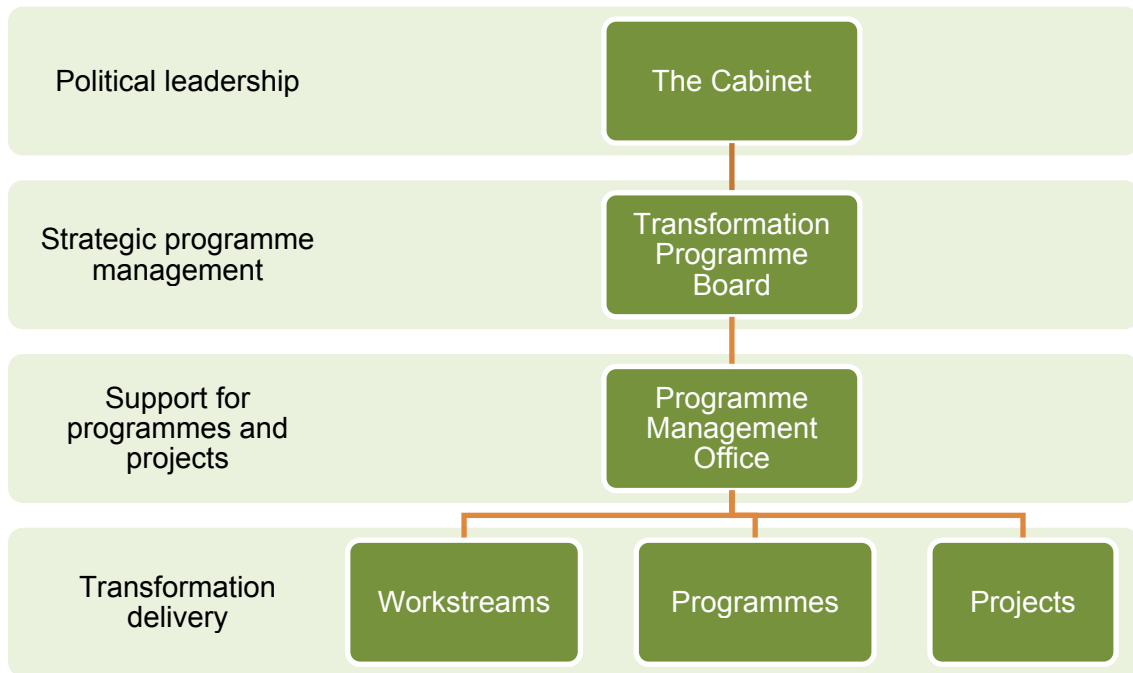 Political leadership
The Cabinet
Strategic programme
management
Transformation
Programme
Board
Support for
programmes and
projects
Programme
Management
Office
Transformation
delivery
Workstreams
Programmes
Projects